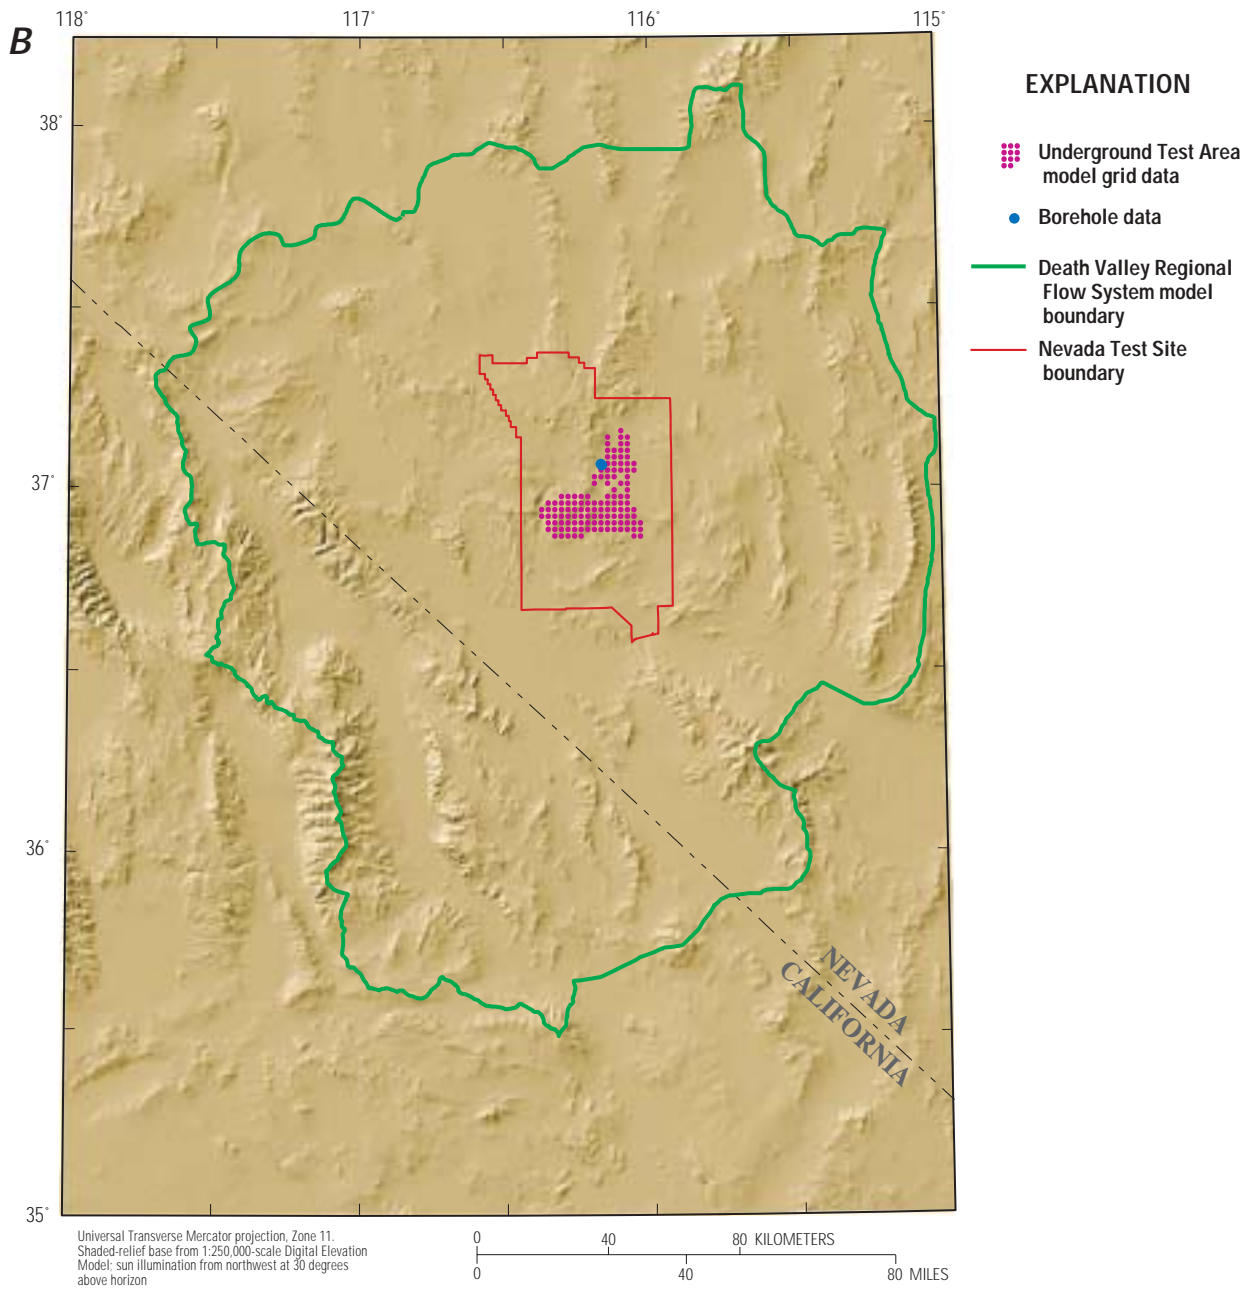 B
118°
117°
116°
115°
38°
37°
36°
35°
EXPLANATION
Underground Test Area
model grid data
Borehole data
Death Valley Regional
Flow System model
boundary
Nevada Test Site
boundary
NEVADA
CALIFORNIA
Universal Transverse Mercator projection, Zone 11.
Shaded-relief base from 1:250,000-scale Digital Elevation
Model; sun illumination from northwest at 30 degrees
above horizon
0 40 80 KILOMETERS
0 40 80 MILES